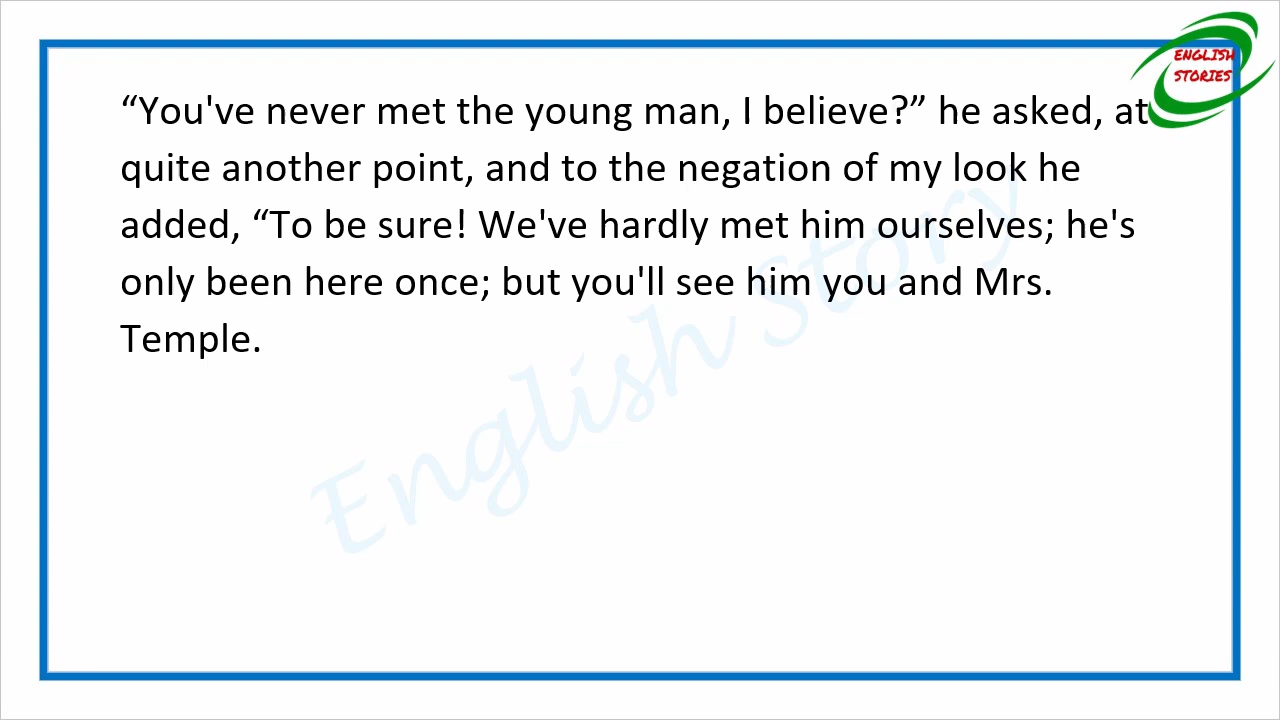 ENGLISH
STORIES
“You've never met the young man, I believe?” he asked, at
quite another point, and to the negation of my look he
added, “To be sure! We've hardly met him ourselves; he's
only been here once; but you'll see him you and Mrs.
Temple.
English Story